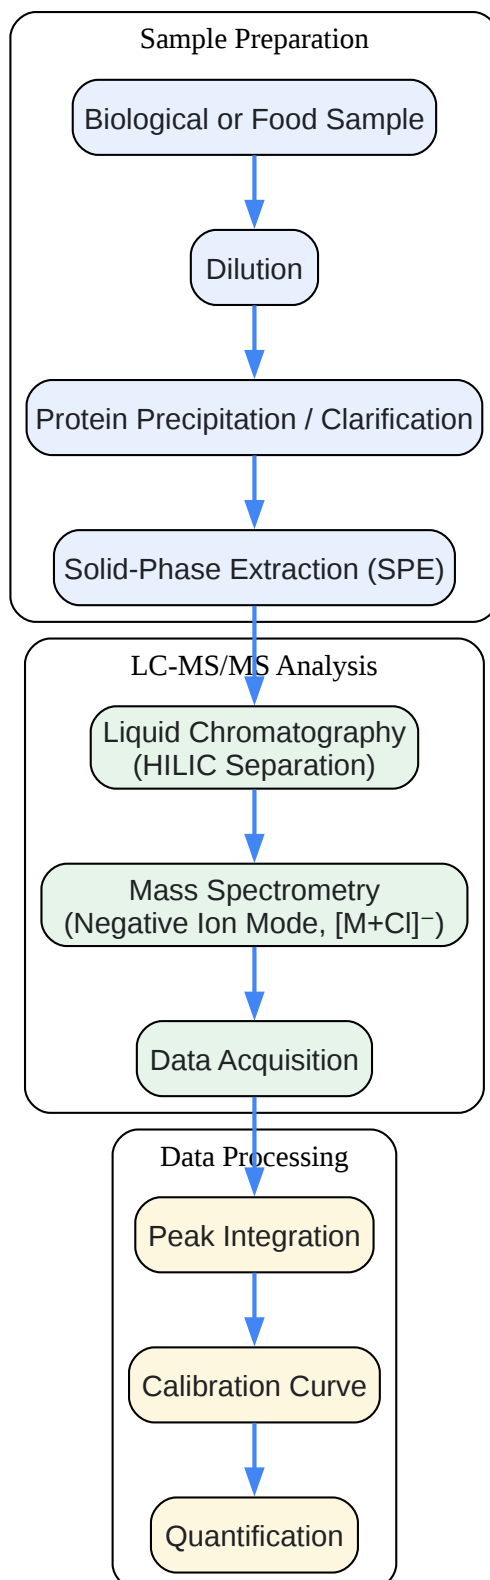 Sample Preparation
Biological or Food Sample
Dilution
Protein Precipitation / Clarification
Solid-Phase Extraction (SPE)
LC-MS/MS Analysis
Liquid Chromatography
(HILIC Separation)
Mass Spectrometry
(Negative Ion Mode, [M+Cl]⁻)
Data Acquisition
Data Processing
Peak Integration
Calibration Curve
Quantification